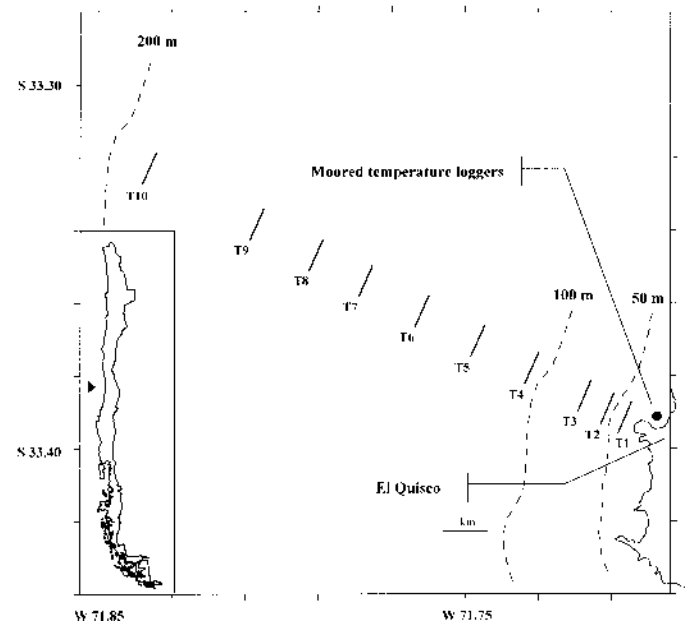 200 m
S 33.30
Moored temperature loggers
T10
T9
T8
T7
100 m
50 m
T6
T5
T4
T3
T2
T1
S 33.40
El Quisco
km
W 71.85
W 71.75